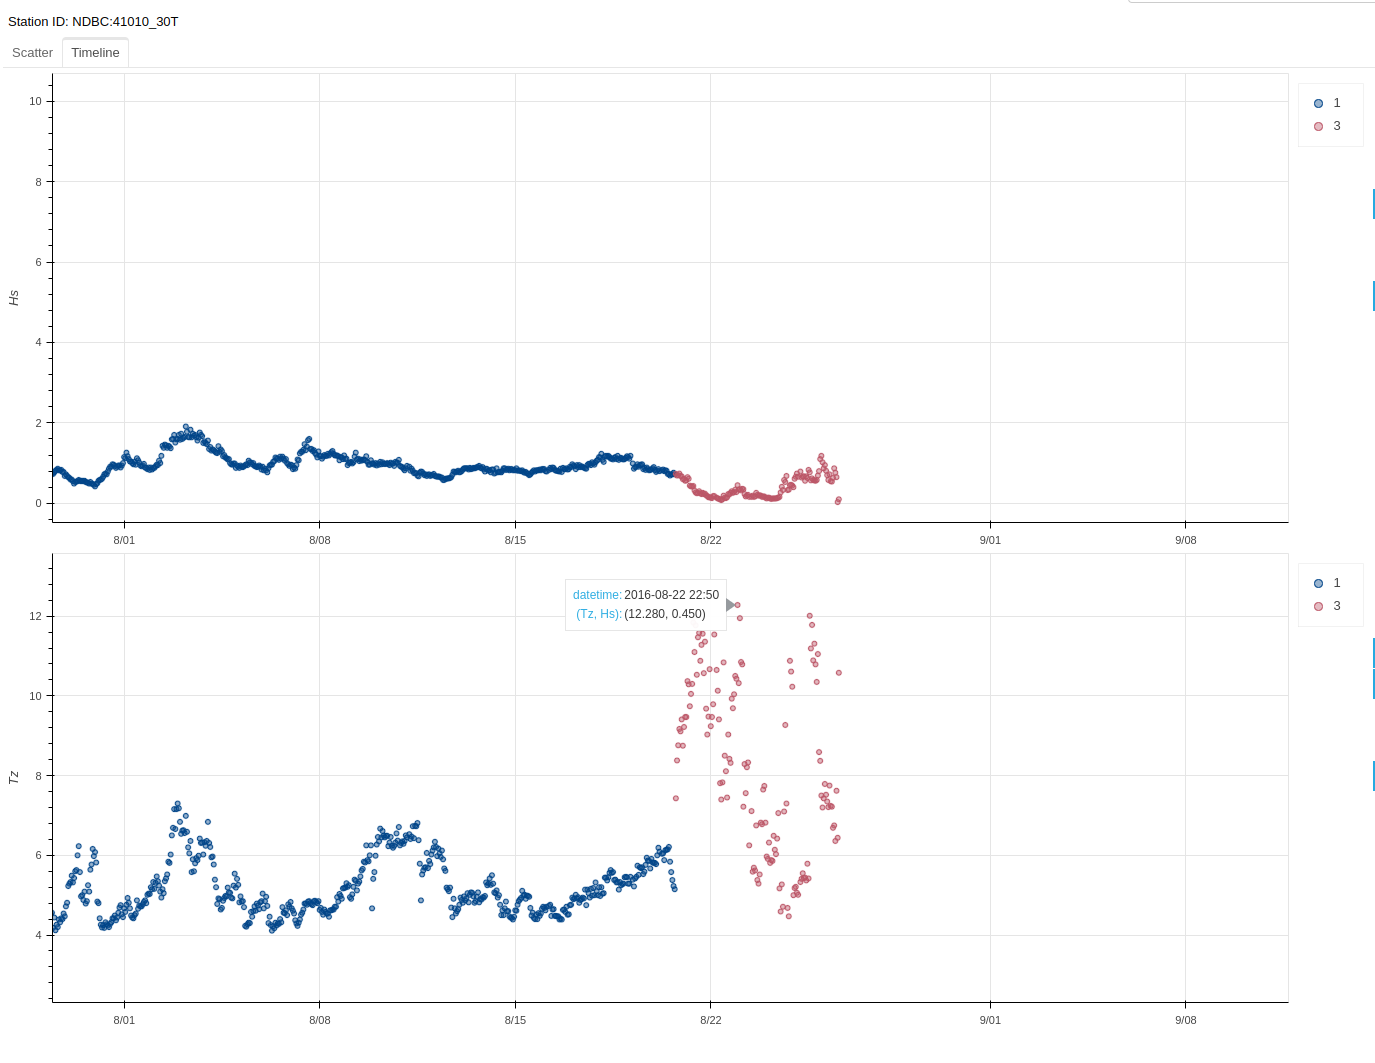 Station ID: NDBC:41010_30T
Scatter Timeline
10
8
6
4
2
0
Hs
8/01 8/08 8/15 8/22 9/01 9/08
1
3
12
10
8
6
4
Tz
datetime: 2016-08-22 22:50
(Tz, Hs): (12.280, 0.450)
8/01 8/08 8/15 8/22 9/01 9/08
1
3